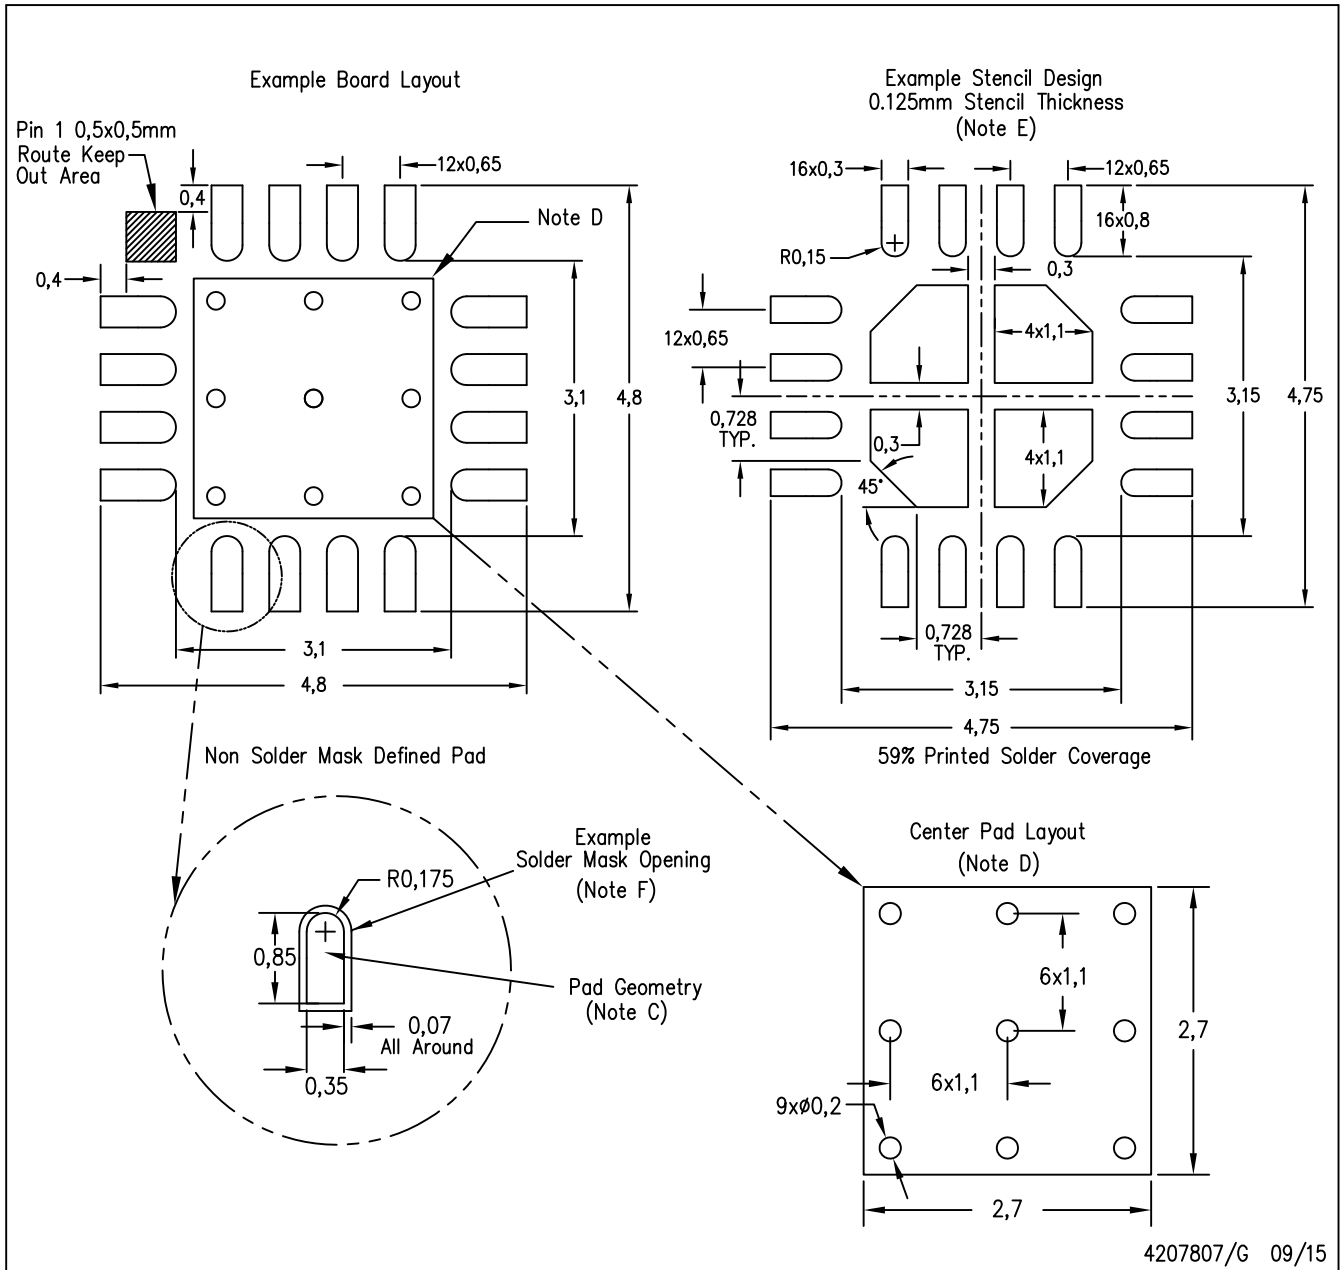 Example Board Layout
Pin 1 0,5x0,5mm
Route Keep
Out Area
0,4
12x0,65
Note D
0,4
3,1
4,8
3,1
4,8
Example Stencil Design
0.125mm Stencil Thickness
(Note E)
16x0,3
12x0,65
16x0,8
R0,15
0,3
12x0,65
4x1,1
0,728
TYP.
3,15
4,75
0,3
4x1,1
45°
0,728
TYP.
3,15
4,75
59% Printed Solder Coverage
Non Solder Mask Defined Pad
Example
Solder Mask Opening
(Note F)
R0,175
0,85
Pad Geometry
(Note C)
0,07
All Around
0,35
Center Pad Layout
(Note D)
6x1,1
2,7
6x1,1
9xø0,2
2,7
4207807/G 09/15